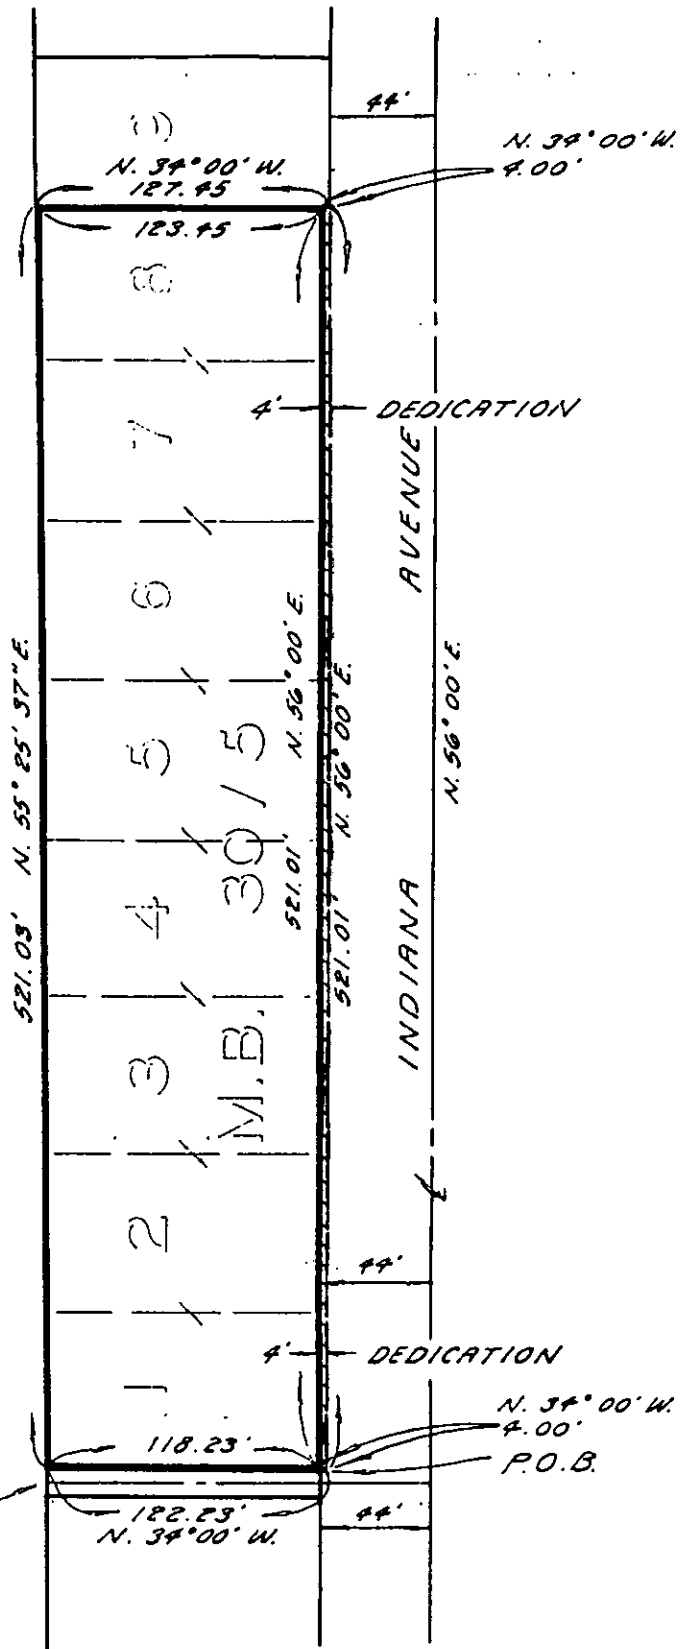 44'
N. 34° 00' W.
4.00'
9
N. 34° 00' W.
127.45
123.45
8
4' DEDICATION
7
AVENUE
6
N. 56° 00' E.
521.01'
N. 56° 00' E.
521.01'
N. 56° 00' E.
521.03' N. 55° 25' 37" E.
5
M.B. 30/5
4
INDIANA
3
2
44'
4' DEDICATION
1
N. 34° 00' W.
4.00'
P.O.B.
118.23'
122.23'
N. 34° 00' W.
44'